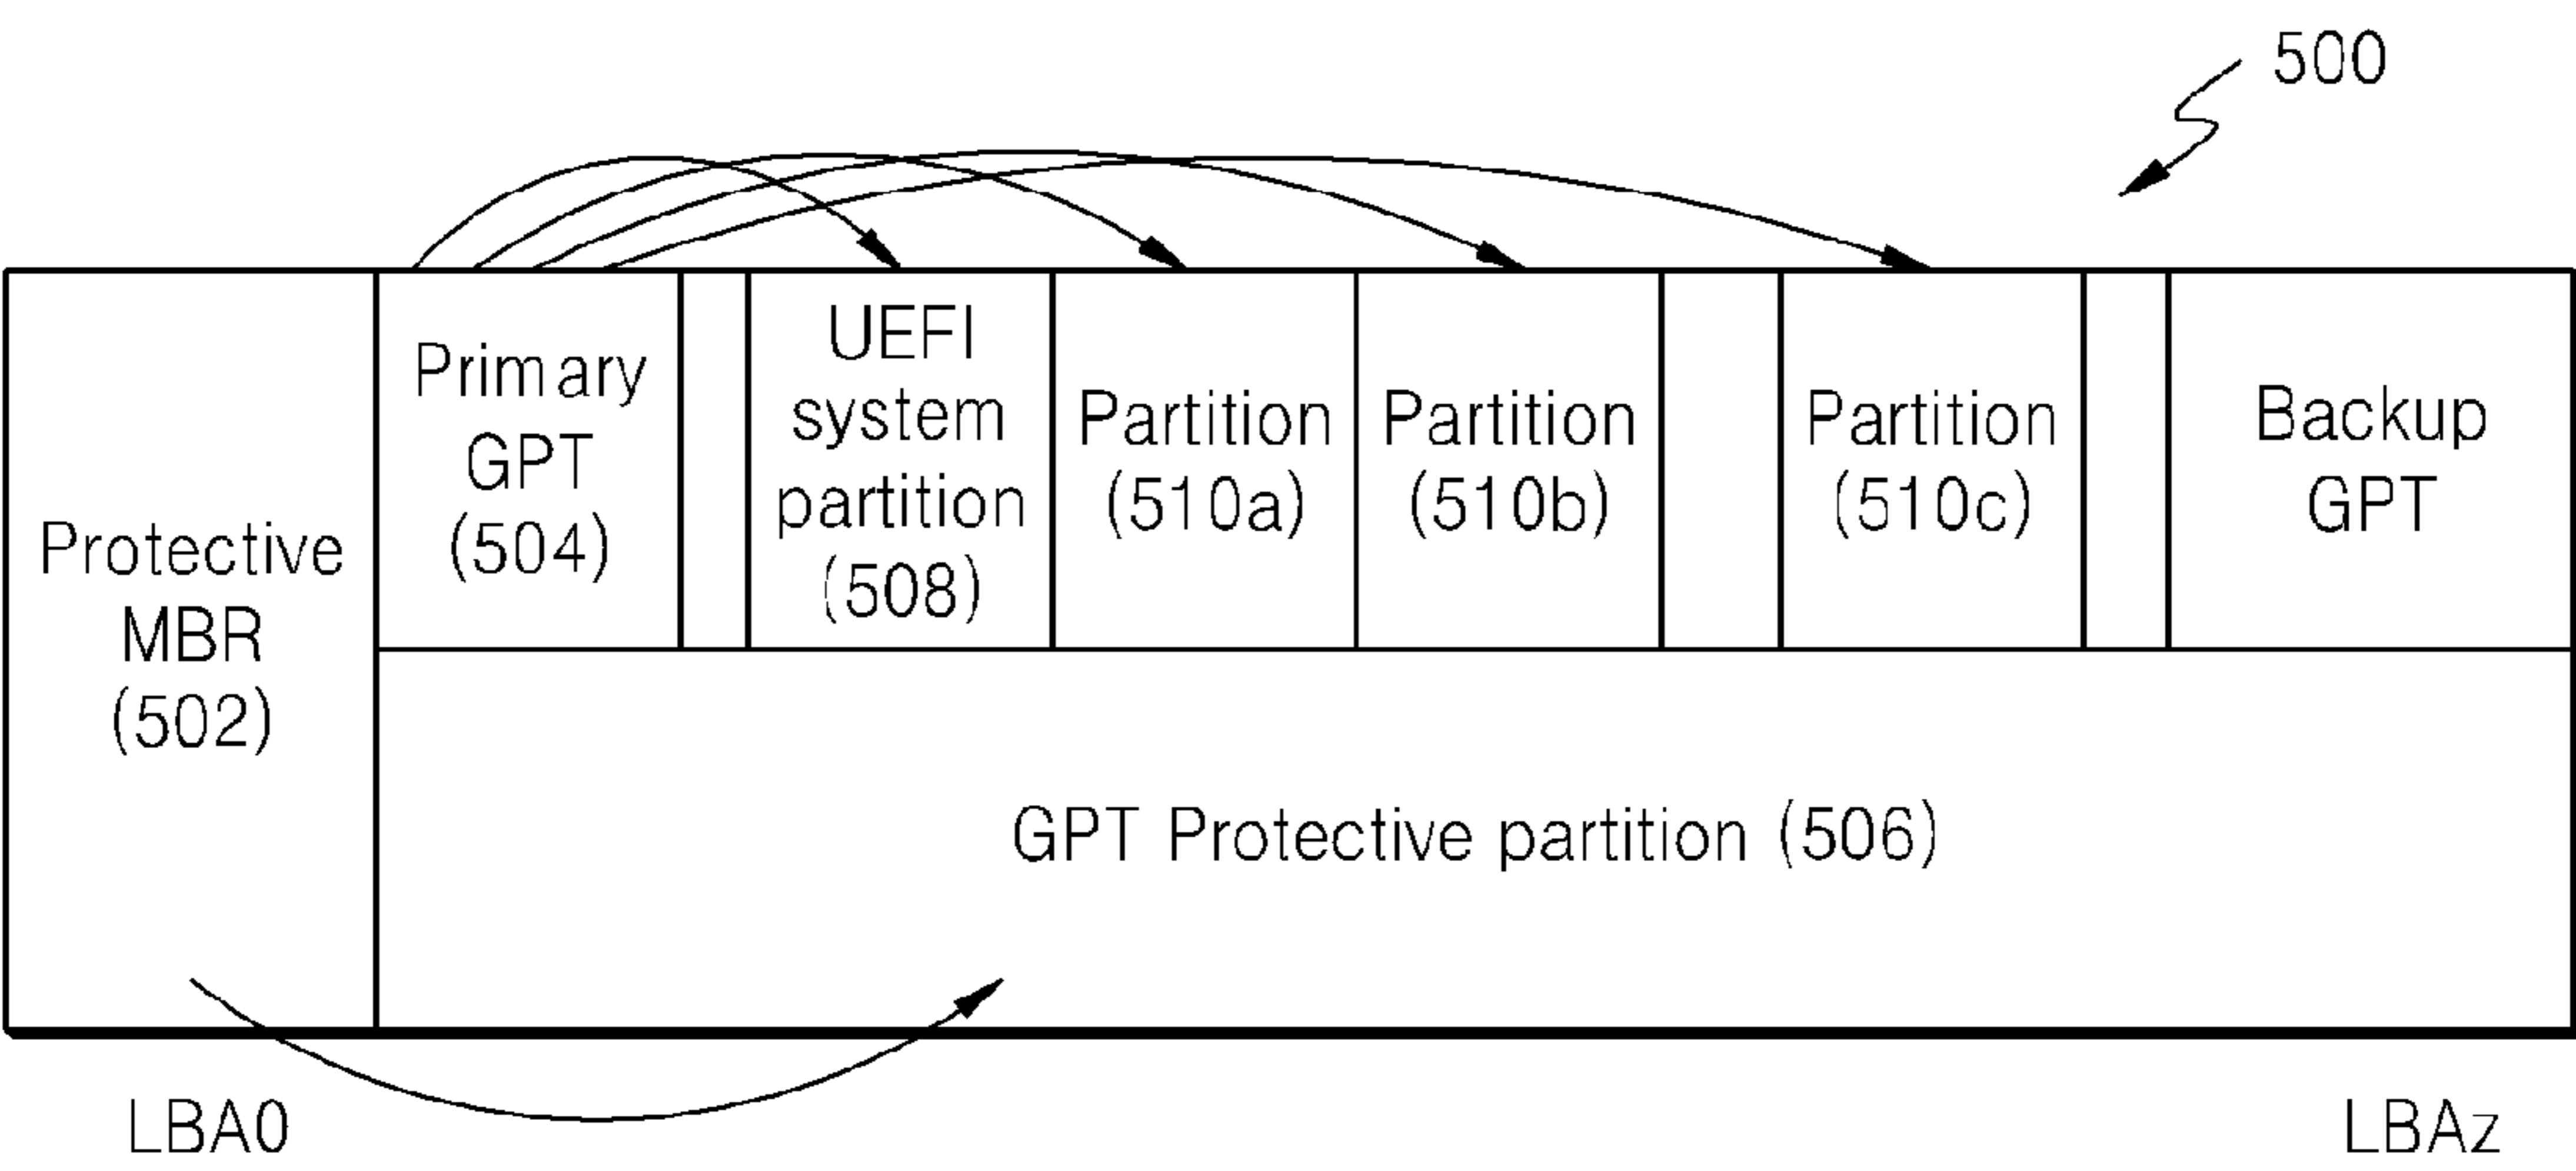 500
Protective
MBR
(502)
Primary
GPT
(504)
UEFI
system
partition
(508)
Partition
(510a)
Partition
(510b)
Partition
(510c)
Backup
GPT
GPT Protective partition (506)
LBA0
LBAz